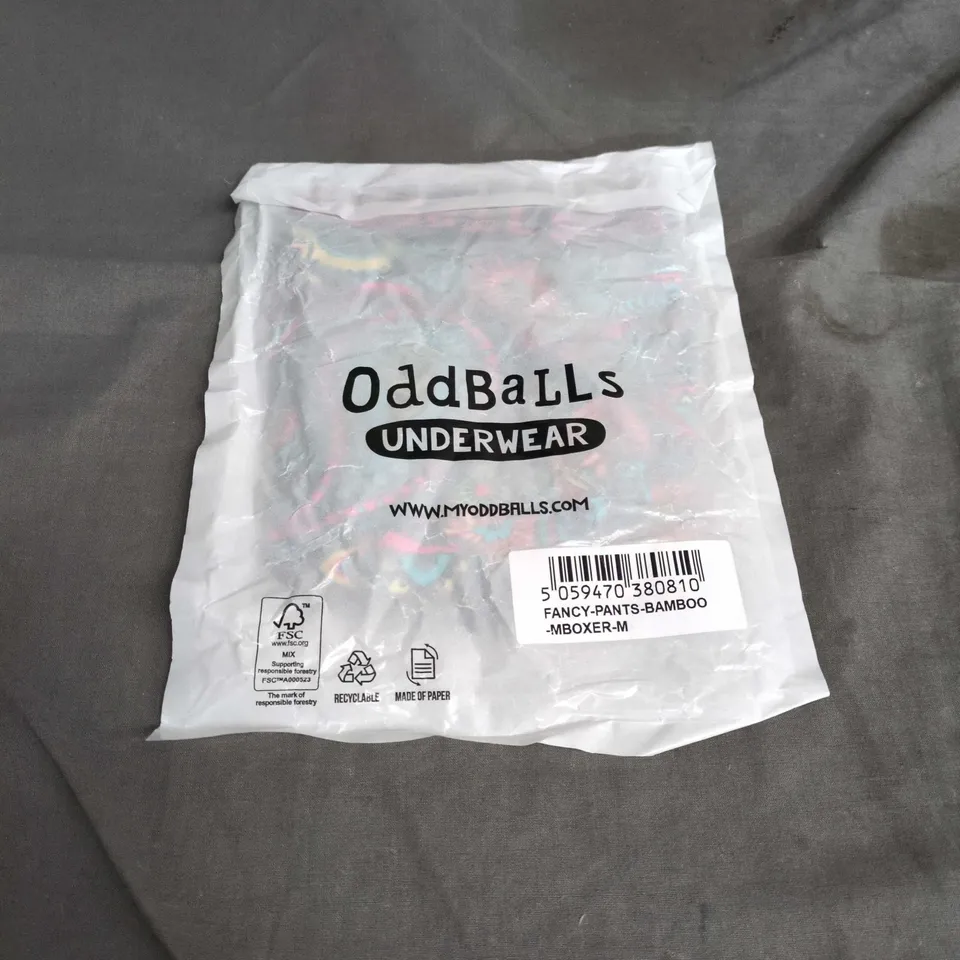 OddBaLLs
UNDERWEAR
WWW.MYODDBALLS.COM
5 059470 380810
FANCY-PANTS-BAMBOO
-MBOXER-M
FSC
www.fsc.org
MIX
Supporting
responsible forestry
FSC™A000523
The mark of
responsible forestry
RECYCLABLE
MADE OF PAPER